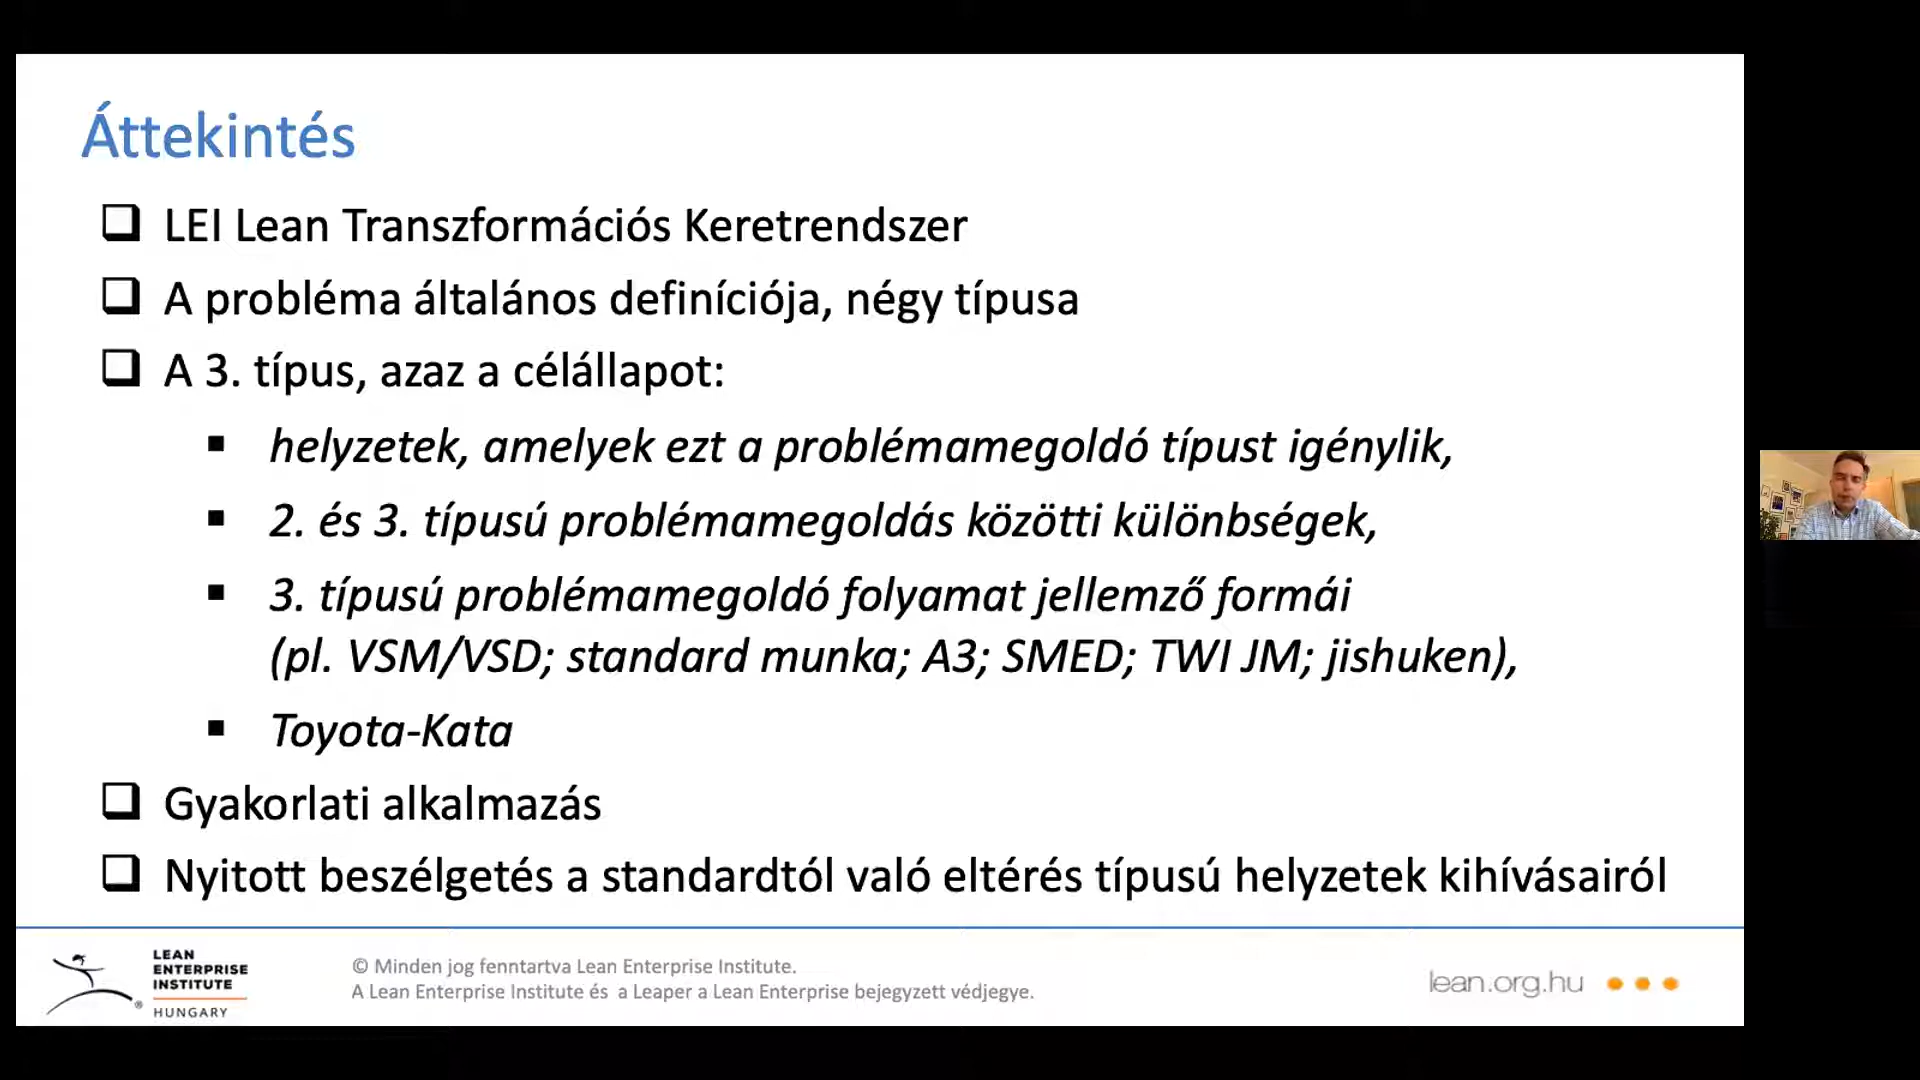 Áttekintés
LEI Lean Transzformációs Keretrendszer
A probléma általános definíciója, négy típusa
A 3. típus, azaz a célállapot:
helyzetek, amelyek ezt a problémamegoldó típust igénylik,
2. és 3. típusú problémamegoldás közötti különbségek,
3. típusú problémamegoldó folyamat jellemző formái
(pl. VSM/VSD; standard munka; A3; SMED; TWI JM; jishuken),
Toyota-Kata
Gyakorlati alkalmazás
Nyitott beszélgetés a standardtól való eltérés típusú helyzetek kihívásairól
LEAN
ENTERPRISE
INSTITUTE
HUNGARY
© Minden jog fenntartva Lean Enterprise Institute.
A Lean Enterprise Institute és a Leaper a Lean Enterprise bejegyzett védjegye.
lean.org.hu